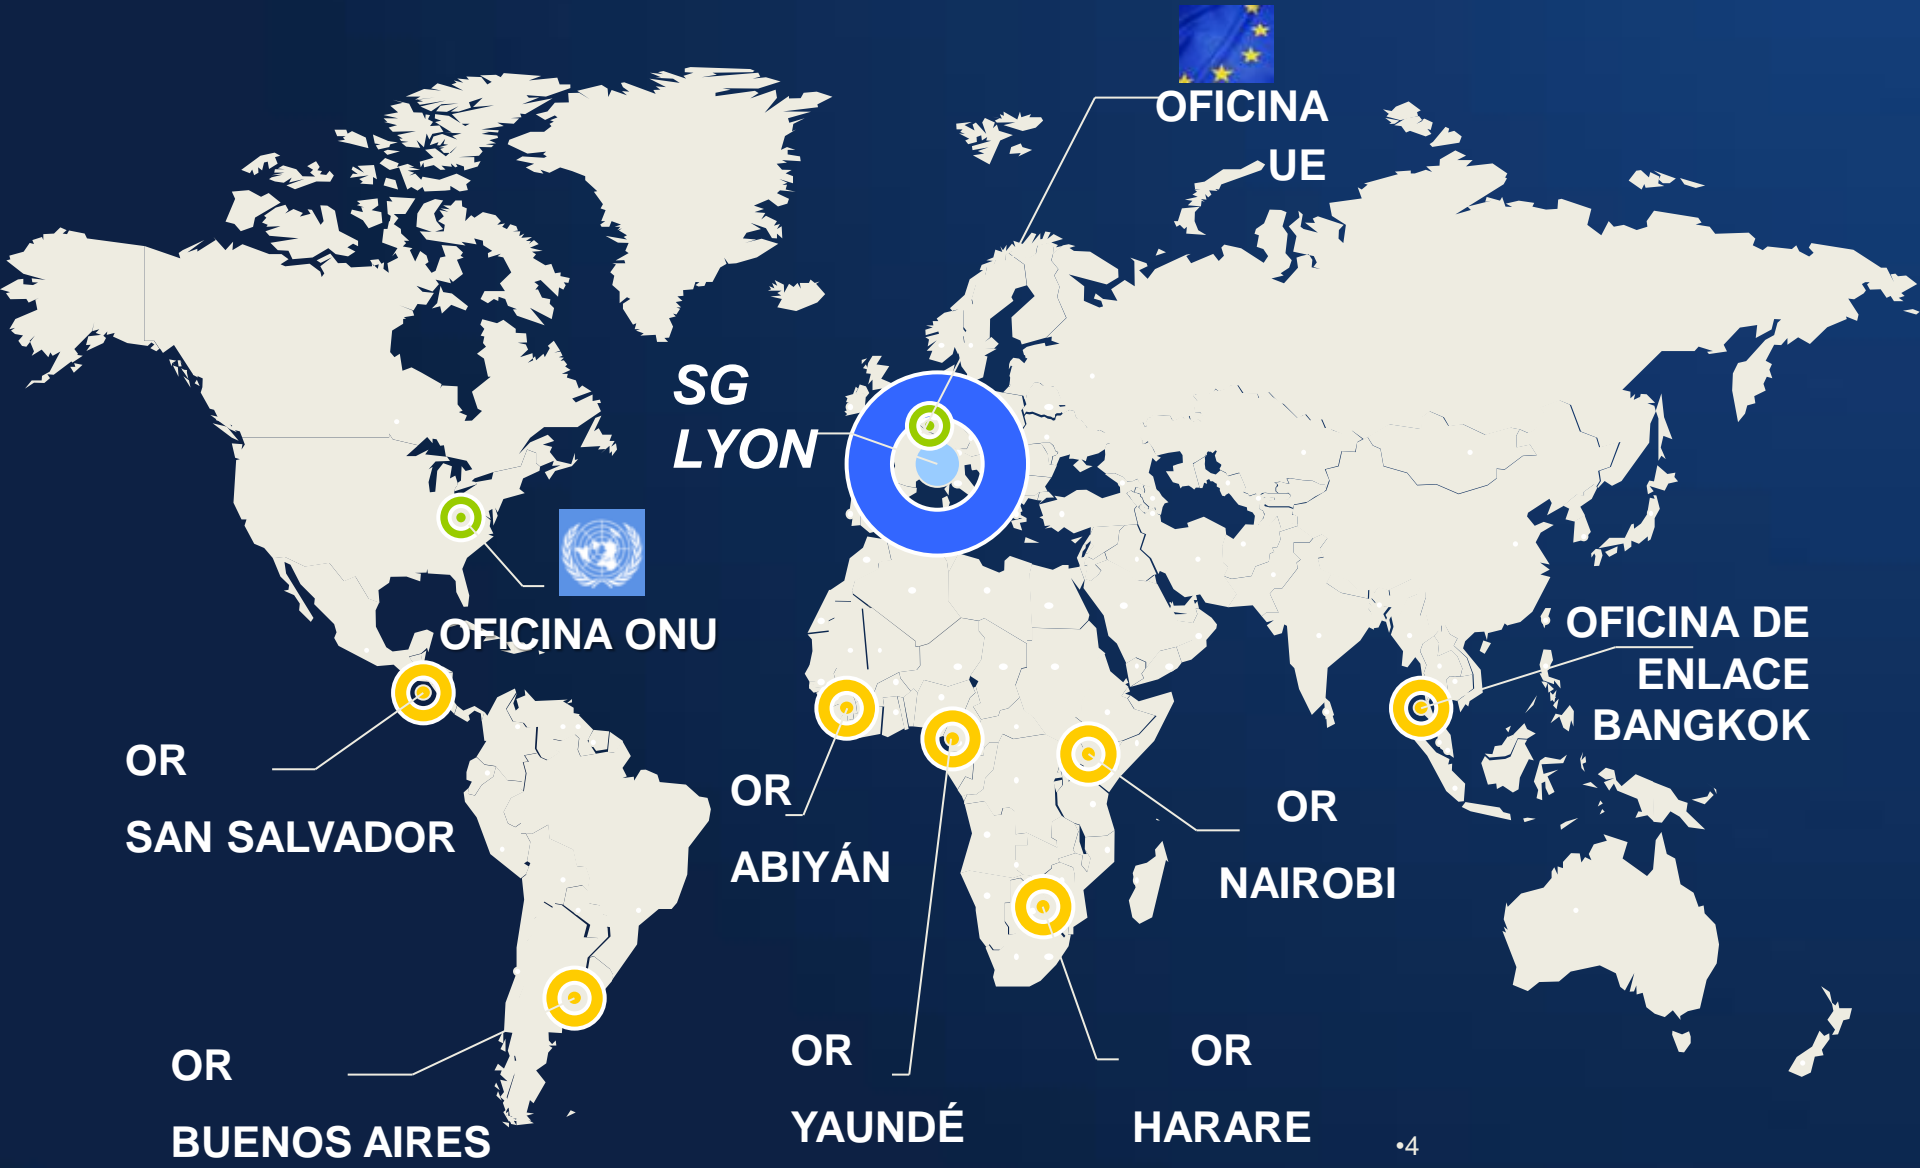 OFICINA
UE
SG
LYON
OFICINA ONU
OFICINA DE
ENLACE
BANGKOK
OR
SAN SALVADOR
OR
ABIYÁN
OR
NAIROBI
OR
BUENOS AIRES
OR
YAUNDÉ
OR
HARARE
•4